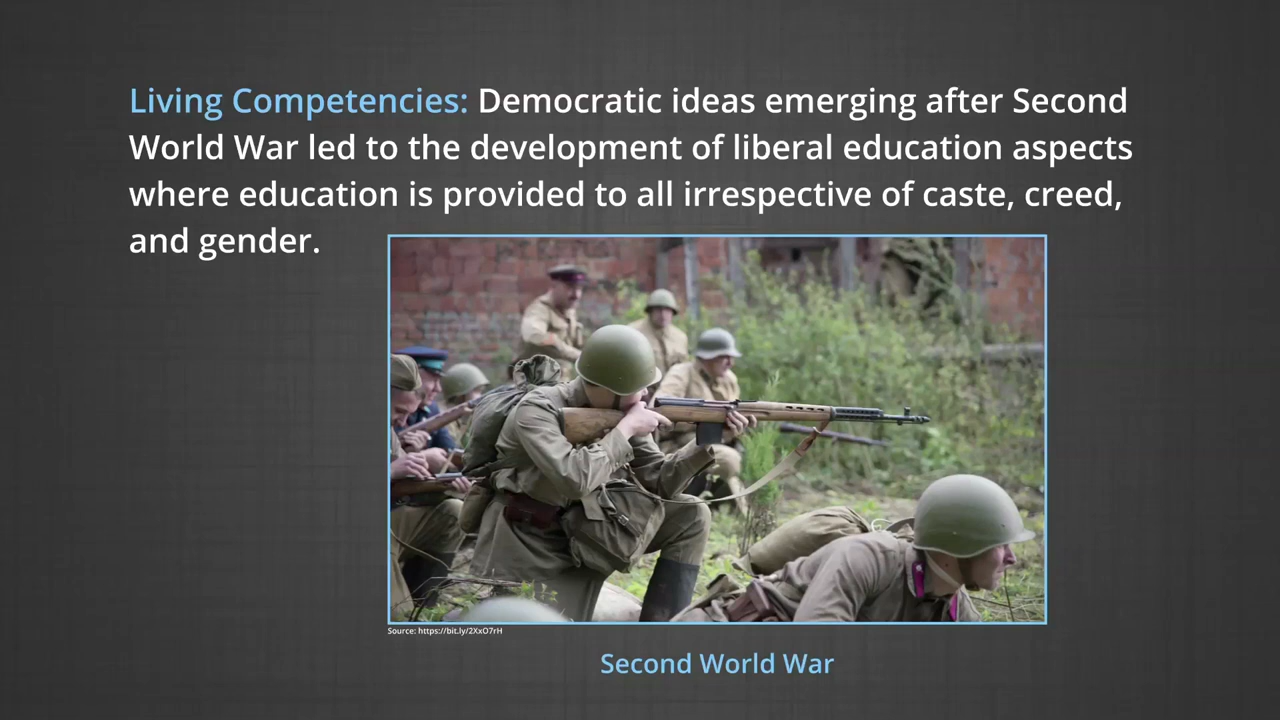 Living Competencies: Democratic ideas emerging after Second
World War led to the development of liberal education aspects
where education is provided to all irrespective of caste, creed,
and gender.
Source: https://bit.ly/2XxO7rH
Second World War